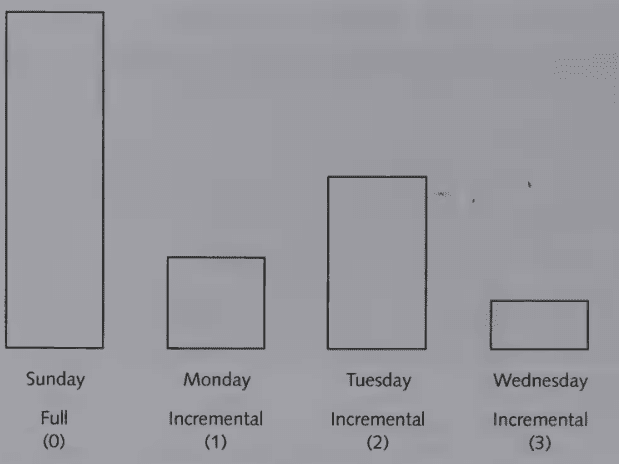 Sunday Monday Tuesday Wednesday
Full Incremental Incremental Incremental
(0) (1) (2) (3)